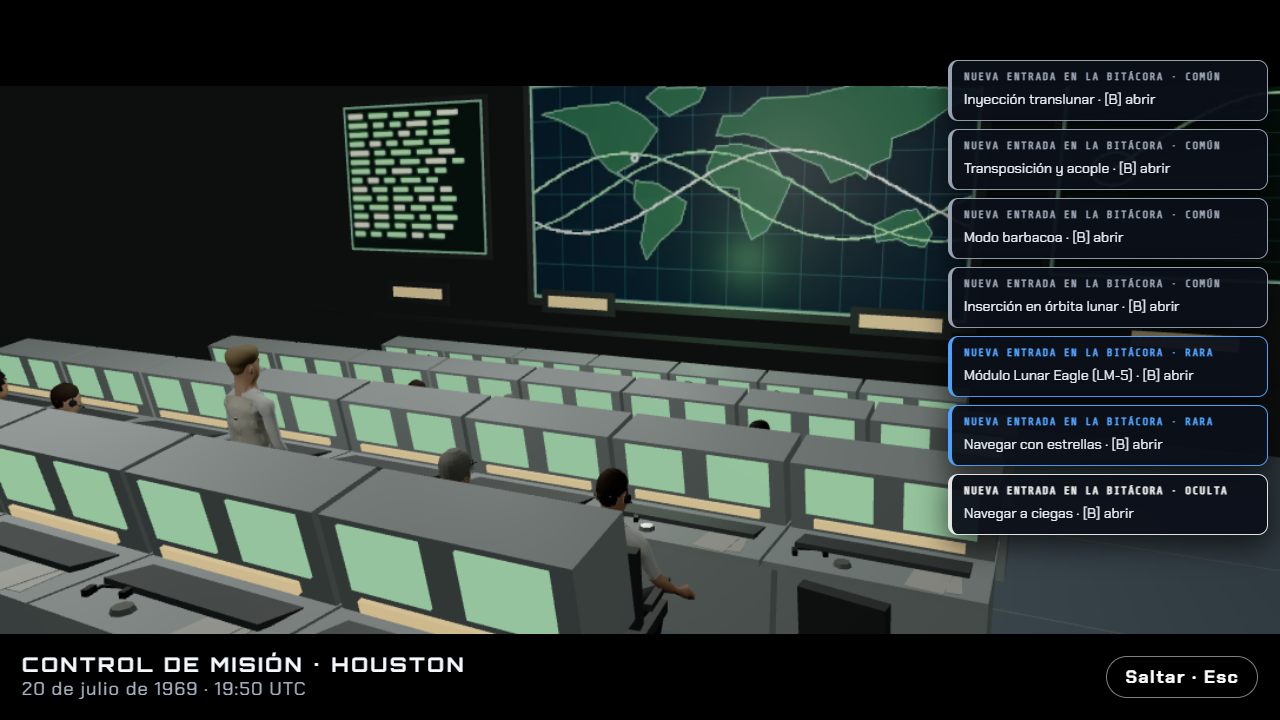 NUEVA ENTRADA EN LA BITÁCORA · COMÚN
Inyección translunar · [B] abrir
NUEVA ENTRADA EN LA BITÁCORA · COMÚN
Transposición y acople · [B] abrir
NUEVA ENTRADA EN LA BITÁCORA · COMÚN
Modo barbacoa · [B] abrir
NUEVA ENTRADA EN LA BITÁCORA · COMÚN
Inserción en órbita lunar · [B] abrir
NUEVA ENTRADA EN LA BITÁCORA · RARA
Módulo Lunar Eagle (LM-5) · [B] abrir
NUEVA ENTRADA EN LA BITÁCORA · RARA
Navegar con estrellas · [B] abrir
NUEVA ENTRADA EN LA BITÁCORA · OCULTA
Navegar a ciegas · [B] abrir
CONTROL DE MISIÓN · HOUSTON
20 de julio de 1969 · 19:50 UTC
Saltar · Esc